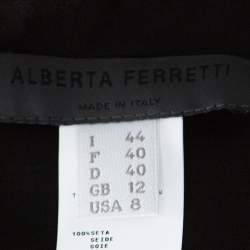 ALBERTA FERRETTI
MADE IN ITALY
I 44
F 40
D 40
GB 12
USA 8
100%SETA
SEIDE
SOIE